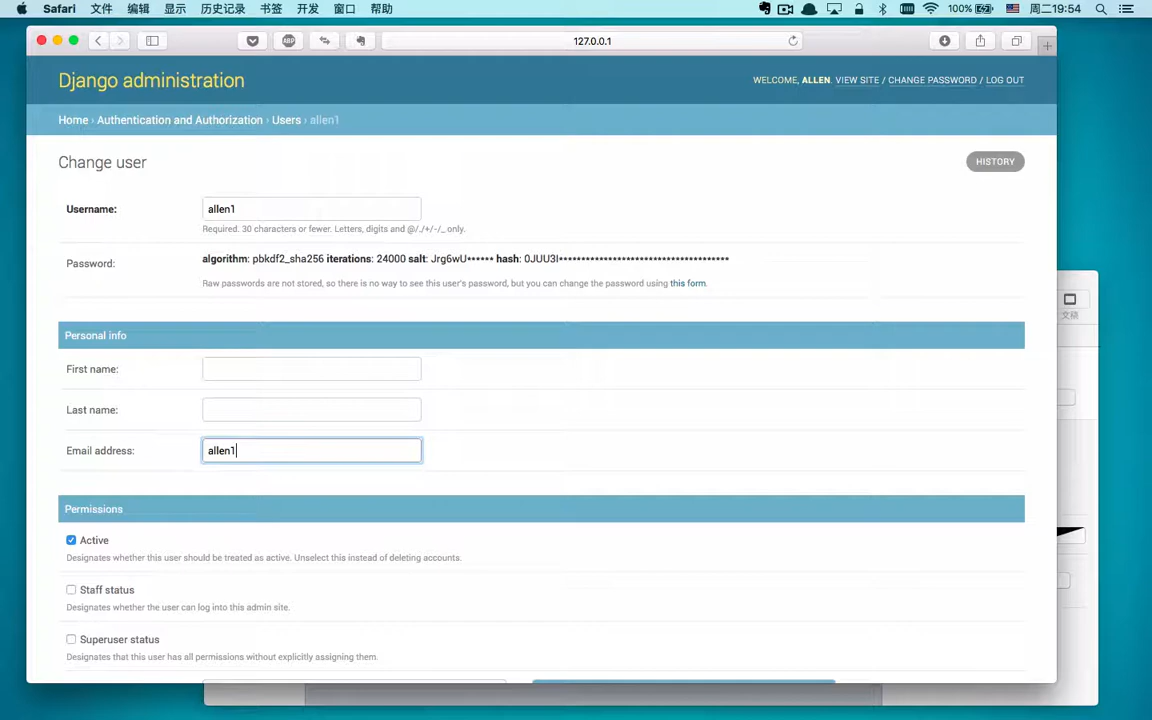 Safari 文件 编辑 显示 历史记录 书签 开发 窗口 帮助 100% 周二19:54
ABP 127.0.0.1
Django administration
WELCOME, ALLEN. VIEW SITE / CHANGE PASSWORD / LOG OUT
Home › Authentication and Authorization › Users › allen1
Change user
HISTORY
Username: allen1
Required. 30 characters or fewer. Letters, digits and @/./+/-/_ only.
Password: algorithm: pbkdf2_sha256 iterations: 24000 salt: Jrg6wU****** hash: 0JUU3I**************************************
Raw passwords are not stored, so there is no way to see this user's password, but you can change the password using this form.
文稿
Personal info
First name:
Last name:
Email address: allen1
Permissions
Active
Designates whether this user should be treated as active. Unselect this instead of deleting accounts.
Staff status
Designates whether the user can log into this admin site.
Superuser status
Designates that this user has all permissions without explicitly assigning them.